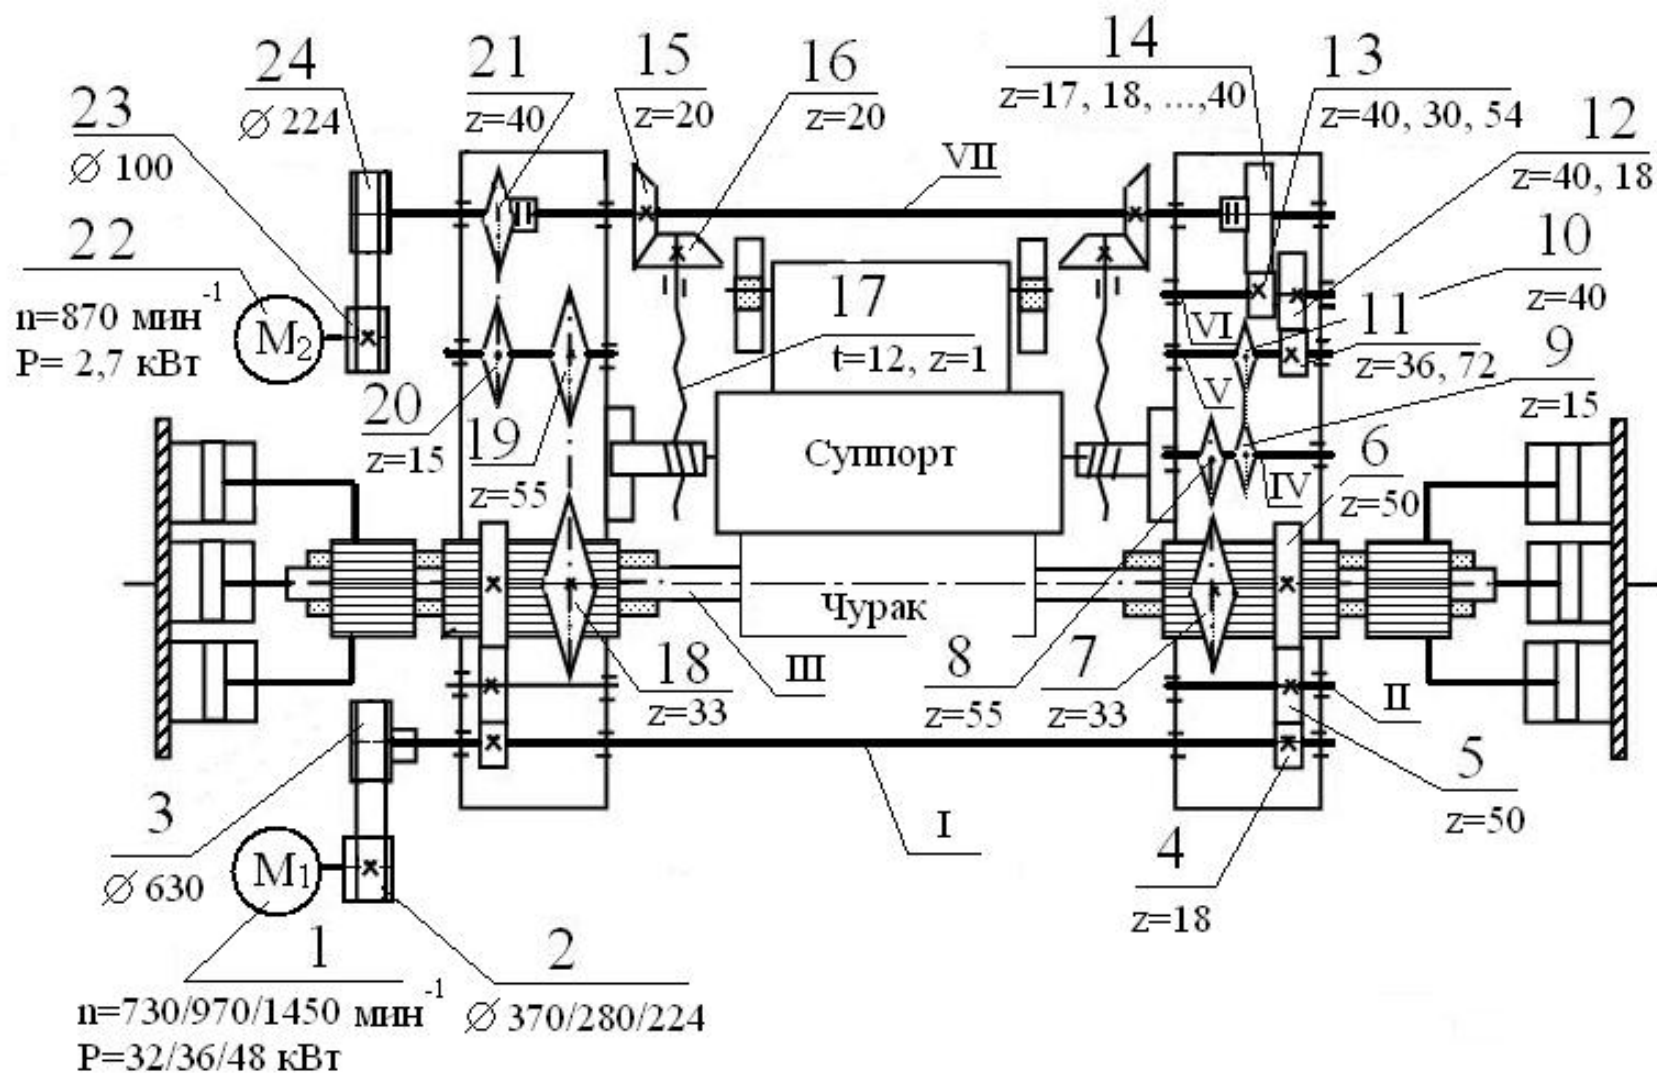 24
∅ 224
21
z=40
15
z=20
16
z=20
14
z=17, 18, ...,40
13
z=40, 30, 54
23
∅ 100
12
z=40, 18
VII
22
n=870 мин-1
P= 2,7 кВт
M2
17
t=12, z=1
10
z=40
VI
11
z=36, 72
V
9
z=15
20
z=15
19
z=55
Суппорт
6
z=50
IV
Чурак
18
z=33
III
8
z=55
7
z=33
II
3
∅ 630
5
z=50
I
4
z=18
M1
1
n=730/970/1450 мин-1
P=32/36/48 кВт
2
∅ 370/280/224